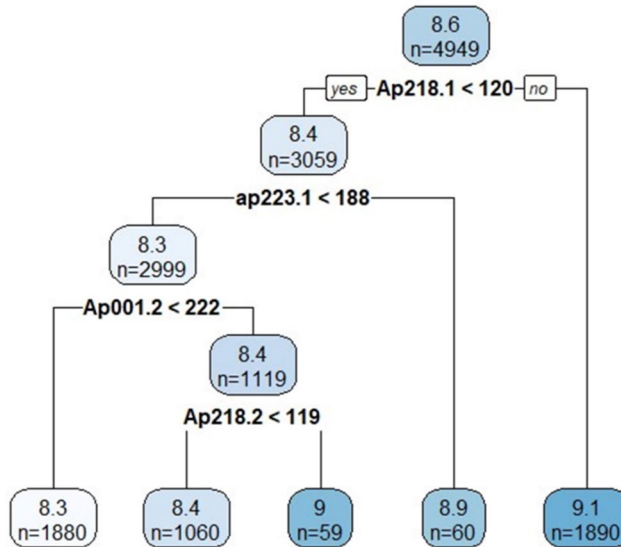 8.6
n=4949
yes Ap218.1 < 120 no
8.4
n=3059
ap223.1 < 188
8.3
n=2999
Ap001.2 < 222
8.4
n=1119
Ap218.2 < 119
8.3
n=1880
8.4
n=1060
9
n=59
8.9
n=60
9.1
n=1890